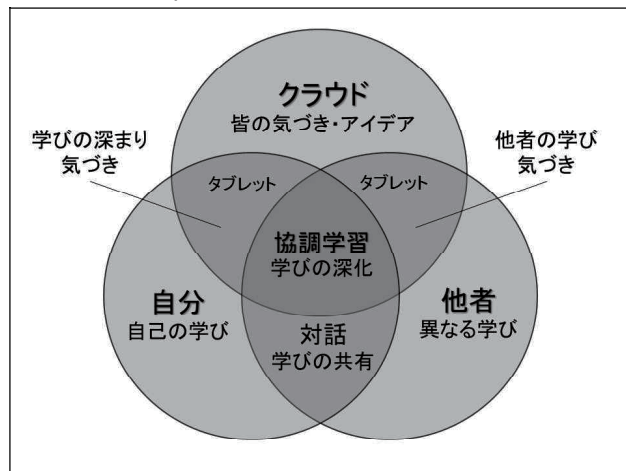 クラウド
皆の気づき・アイデア
学びの深まり
気づき
他者の学び
気づき
タブレット
タブレット
協調学習
学びの深化
自分
自己の学び
他者
異なる学び
対話
学びの共有